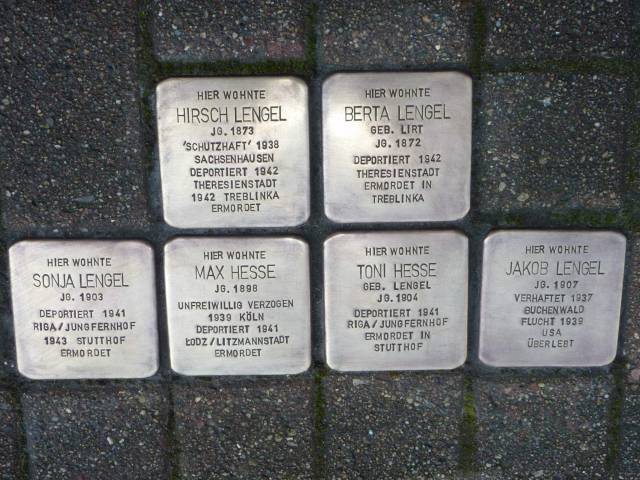 HIER WOHNTE
HIRSCH LENGEL
JG. 1873
'SCHUTZHAFT' 1938
SACHSENHAUSEN
DEPORTIERT 1942
THERESIENSTADT
1942 TREBLINKA
ERMORDET
HIER WOHNTE
BERTA LENGEL
GEB. LIRT
JG. 1872
DEPORTIERT 1942
THERESIENSTADT
ERMORDET IN
TREBLINKA
HIER WOHNTE
SONJA LENGEL
JG. 1903
DEPORTIERT 1941
RIGA/JUNGFERNHOF
1943 STUTTHOF
ERMORDET
HIER WOHNTE
MAX HESSE
JG. 1898
UNFREIWILLIG VERZOGEN
1939 KÖLN
DEPORTIERT 1941
ŁODZ/LITZMANNSTADT
ERMORDET
HIER WOHNTE
TONI HESSE
GEB. LENGEL
JG. 1904
DEPORTIERT 1941
RIGA/JUNGFERNHOF
ERMORDET IN
STUTTHOF
HIER WOHNTE
JAKOB LENGEL
JG. 1907
VERHAFTET 1937
BUCHENWALD
FLUCHT 1939
USA
ÜBERLEBT